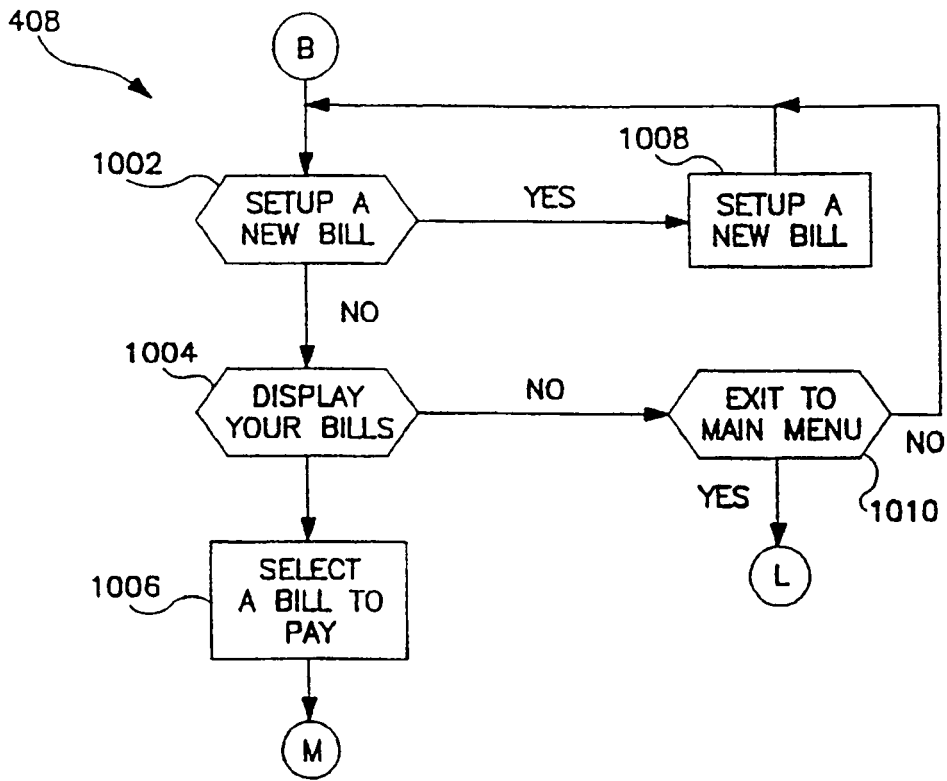 408
B
1002
SETUP A
NEW BILL
YES
1008
SETUP A
NEW BILL
NO
1004
DISPLAY
YOUR BILLS
NO
EXIT TO
MAIN MENU
NO
YES
1010
L
1006
SELECT
A BILL TO
PAY
M